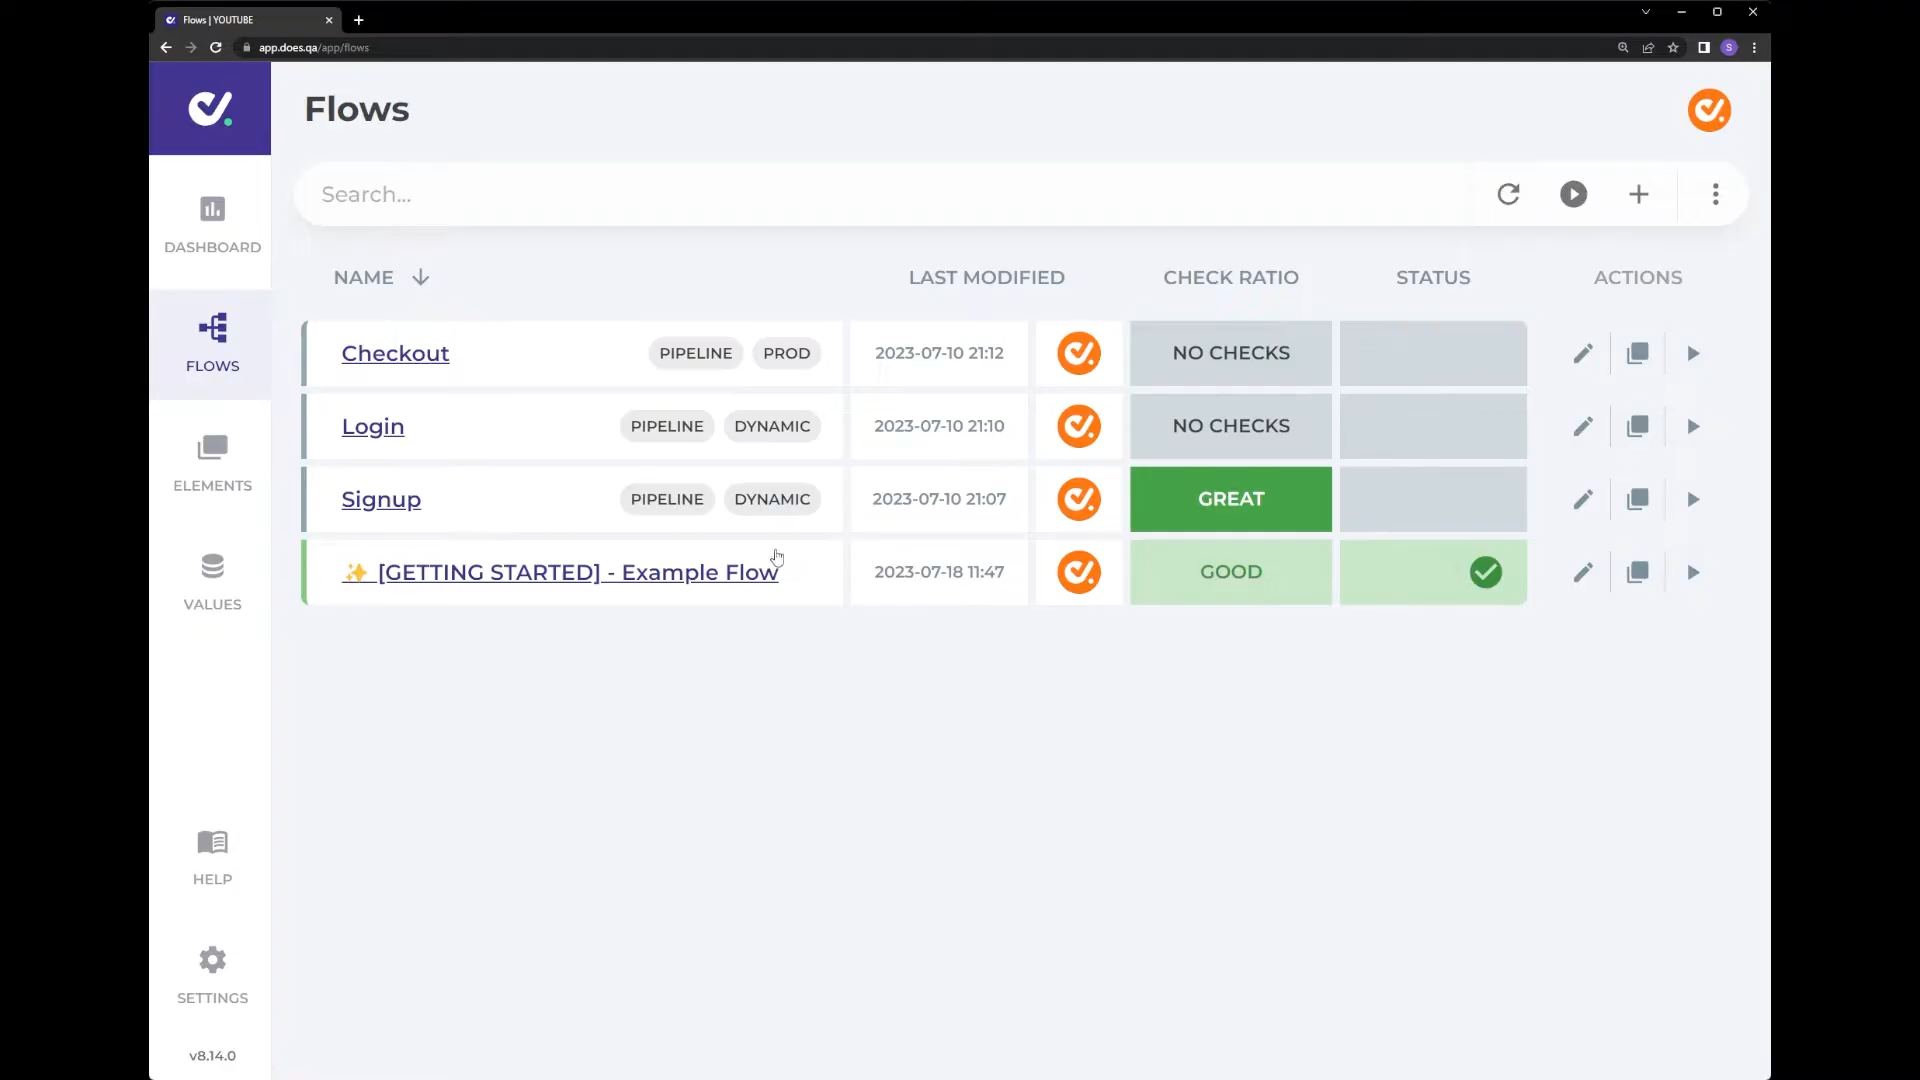 Flows | YOUTUBE
app.does.qa/app/flows
S
Flows
Search...
DASHBOARD
FLOWS
ELEMENTS
VALUES
HELP
SETTINGS
v8.14.0
NAME LAST MODIFIED CHECK RATIO STATUS ACTIONS
Checkout PIPELINE PROD 2023-07-10 21:12 NO CHECKS
Login PIPELINE DYNAMIC 2023-07-10 21:10 NO CHECKS
Signup PIPELINE DYNAMIC 2023-07-10 21:07 GREAT
✨ [GETTING STARTED] - Example Flow 2023-07-18 11:47 GOOD